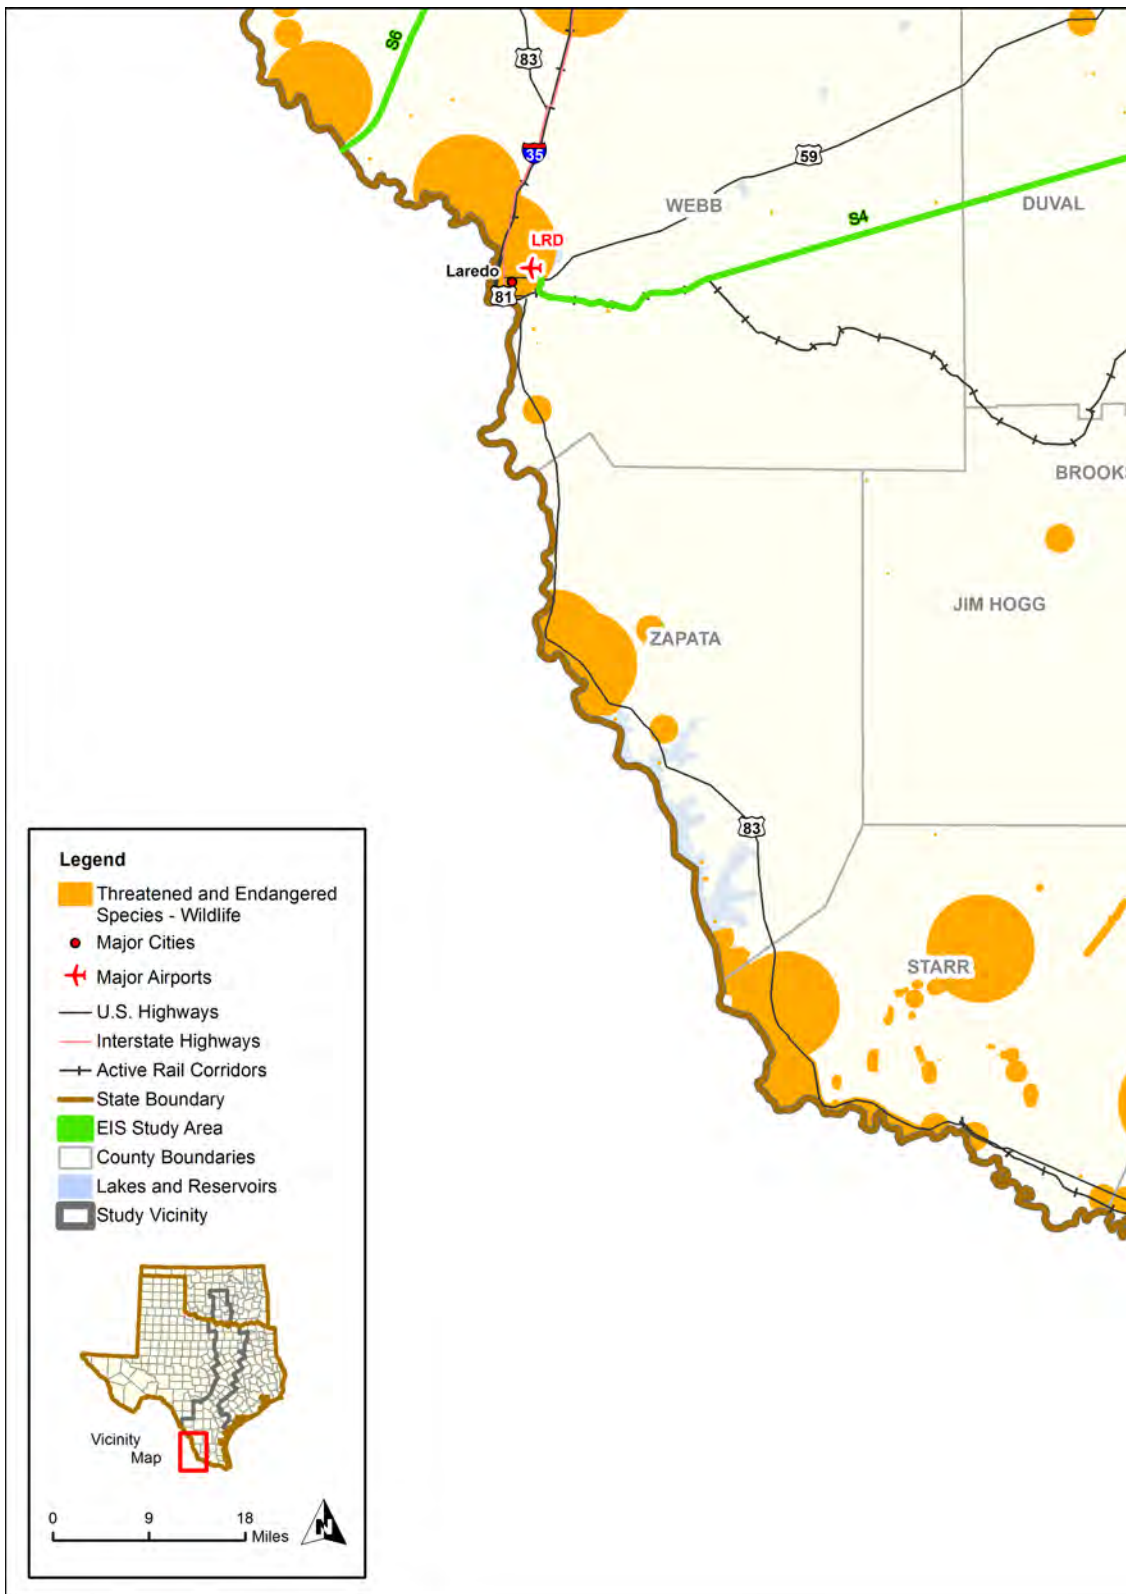 S6
83
35
59
WEBB
DUVAL
S4
LRD
Laredo
81
BROOKS
JIM HOGG
ZAPATA
83
STARR
Legend
Threatened and Endangered
Species - Wildlife
Major Cities
Major Airports
U.S. Highways
Interstate Highways
Active Rail Corridors
State Boundary
EIS Study Area
County Boundaries
Lakes and Reservoirs
Study Vicinity
Vicinity
Map
0 9 18
Miles
N